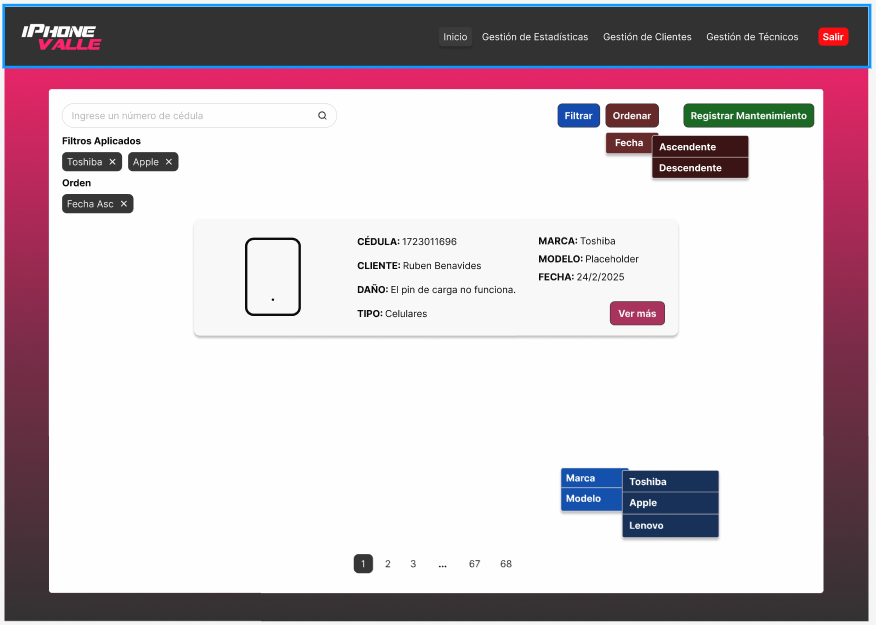 iPHONE
VALLE
Inicio
Gestión de Estadísticas
Gestión de Clientes
Gestión de Técnicos
Salir
Ingrese un número de cédula
Filtrar
Ordenar
Registrar Mantenimiento
Filtros Aplicados
Fecha
Ascendente
Descendente
Toshiba ✕
Apple ✕
Orden
Fecha Asc ✕
CÉDULA: 1723011696
CLIENTE: Ruben Benavides
DAÑO: El pin de carga no funciona.
TIPO: Celulares
MARCA: Toshiba
MODELO: Placeholder
FECHA: 24/2/2025
Ver más
Marca
Modelo
Toshiba
Apple
Lenovo
1 2 3 ... 67 68